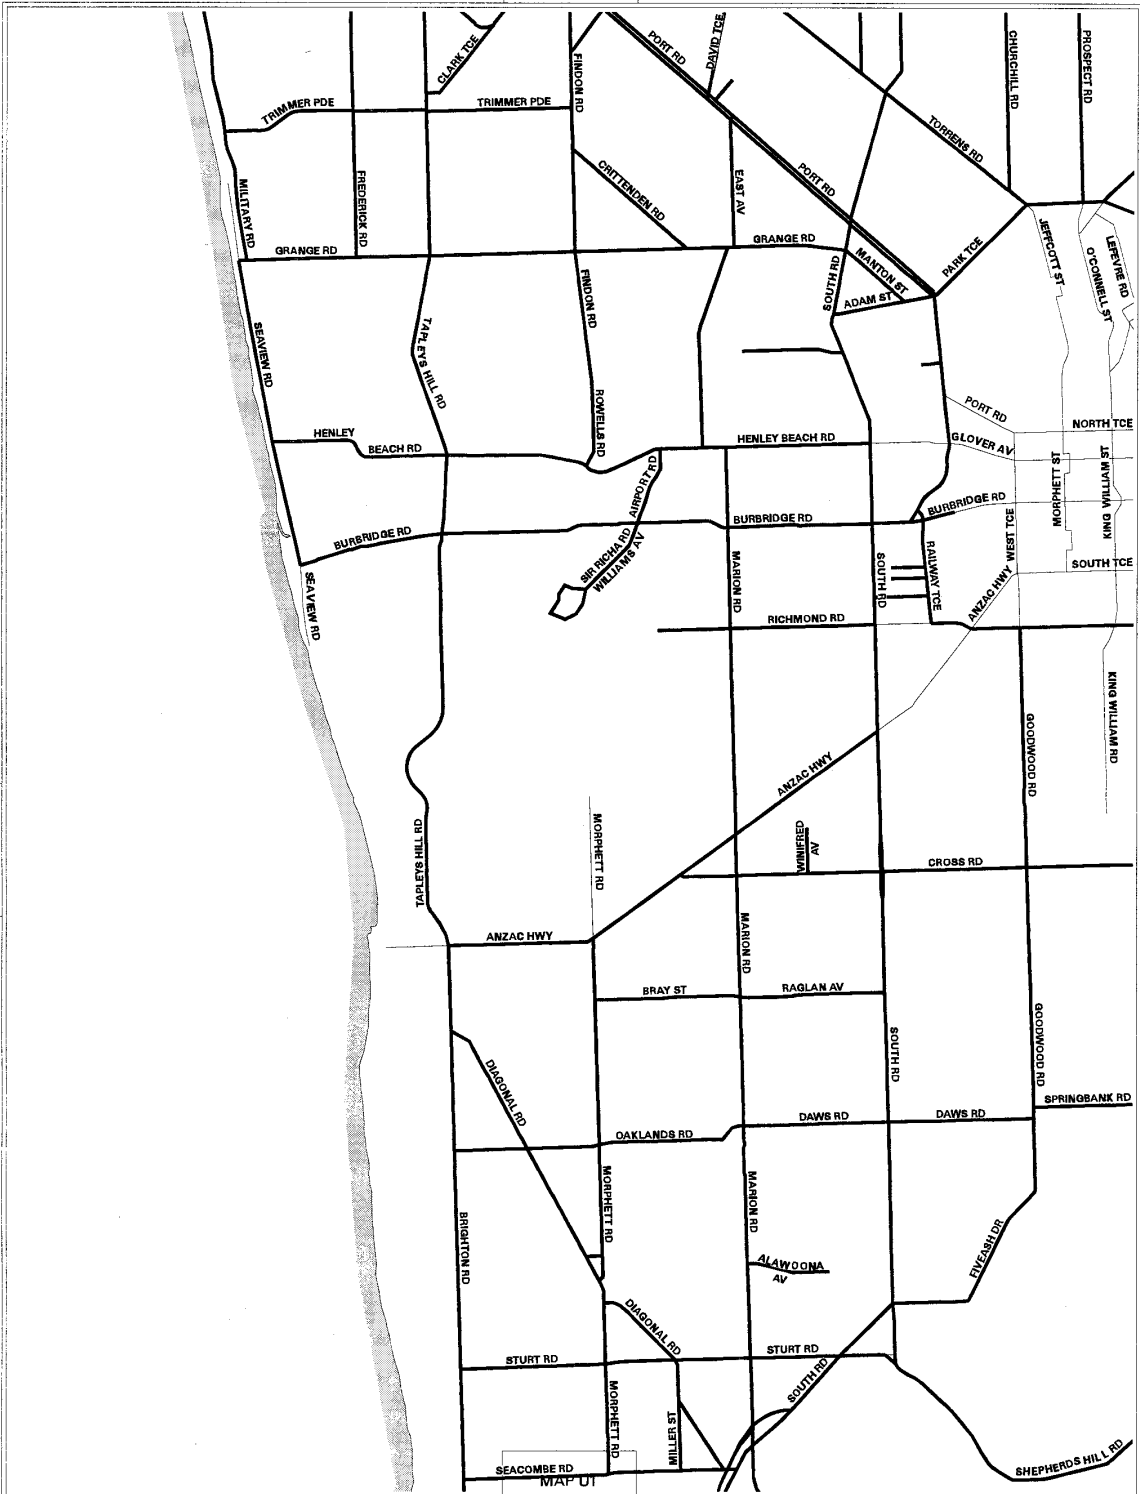 CLARK TCE
FINDON RD
PORT RD
DAVID TCE
CHURCHILL RD
PROSPECT RD
TRIMMER PDE
TRIMMER PDE
TORRENS RD
MILITARY RD
FREDERICK RD
CRITTENDEN RD
EAST AV
PORT RD
GRANGE RD
GRANGE RD
SOUTH RD
MANTON ST
ADAM ST
PARK TCE
JEFFCOTT ST
O'CONNELL ST
LEFEVRE RD
SEAVIEW RD
TAPLEYS HILL RD
FINDON RD
ROWELLS RD
HENLEY
BEACH RD
HENLEY BEACH RD
PORT RD
GLOVER AV
NORTH TCE
AIRPORT RD
MORPHETT ST
KING WILLIAM ST
BURBRIDGE RD
BURBRIDGE RD
BURBRIDGE RD
WEST TCE
SIR RICHARD
WILLIAMS AV
MARION RD
SOUTH RD
RAILWAY TCE
ANZAC HWY
SOUTH TCE
SEAVIEW RD
RICHMOND RD
KING WILLIAM RD
GOODWOOD RD
ANZAC HWY
TAPLEYS HILL RD
MORPHETT RD
WINIFRED
AV
CROSS RD
ANZAC HWY
MARION RD
BRAY ST
RAGLAN AV
SOUTH RD
GOODWOOD RD
DIAGONAL RD
SPRINGBANK RD
OAKLANDS RD
DAWS RD
DAWS RD
BRIGHTON RD
MORPHETT RD
MARION RD
ALAWOONA
AV
FIVEASH DR
DIAGONAL RD
STURT RD
STURT RD
SOUTH RD
MORPHETT RD
MILLER ST
SEACOMBE RD
SHEPHERDS HILL RD
MAP U1